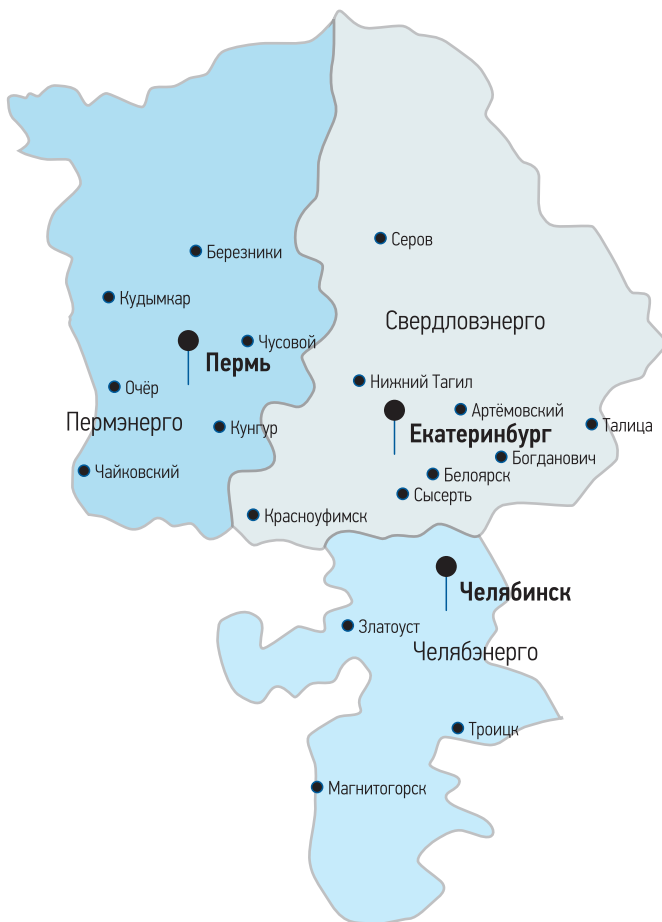 Серов
Березники
Кудымкар
Свердловэнерго
Чусовой
Пермь
Нижний Тагил
Очёр
Артёмовский
Пермэнерго
Кунгур
Екатеринбург
Талица
Богданович
Чайковский
Белоярск
Сысерть
Красноуфимск
Челябинск
Златоуст
Челябэнерго
Троицк
Магнитогорск